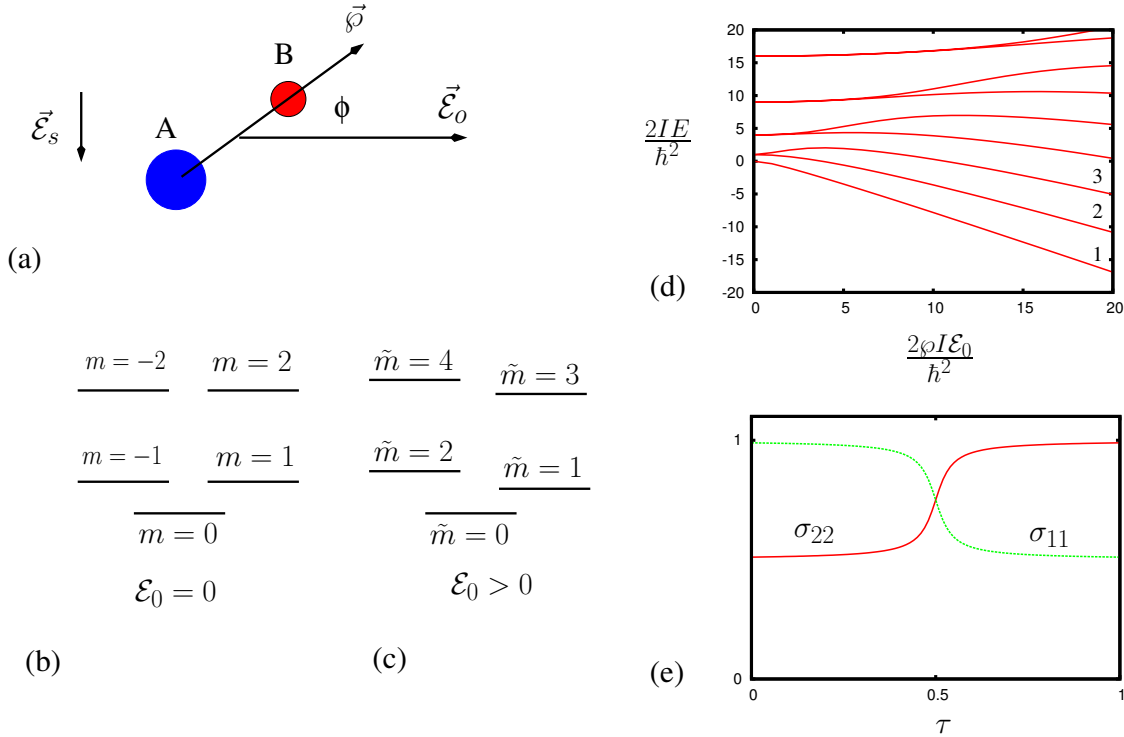 ℘⃗
B
ϕ
ℰ⃗ₒ
ℰ⃗ₛ
A
(a)
20
15
10
5
0
-5
-10
-15
-20
2IE
ħ²
3
2
1
0 5 10 15 20
2℘Iℰ₀
ħ²
(d)
m = −2 m = 2
m = −1 m = 1
m = 0
ℰ₀ = 0
(b)
m̃ = 4 m̃ = 3
m̃ = 2 m̃ = 1
m̃ = 0
ℰ₀ > 0
(c)
1
σ₂₂ σ₁₁
0
0 0.5 1
τ
(e)